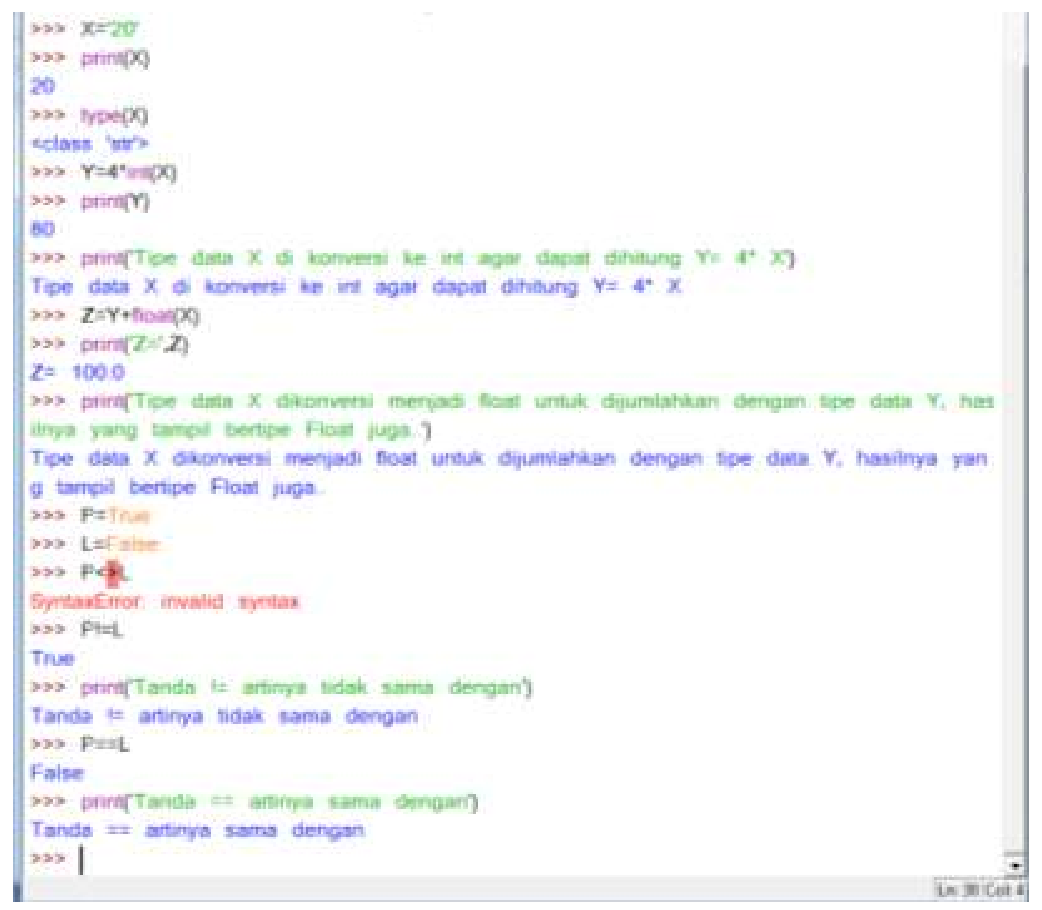 >>> X='20'
>>> print(X)
20
>>> type(X)
<class 'str'>
>>> Y=4*int(X)
>>> print(Y)
80
>>> print('Tipe data X di konversi ke int agar dapat dihitung Y= 4* X')
Tipe data X di konversi ke int agar dapat dihitung Y= 4* X
>>> Z=Y+float(X)
>>> print('Z=',Z)
Z= 100.0
>>> print('Tipe data X dikonversi menjadi float untuk dijumlahkan dengan tipe data Y, has
ilnya yang tampil bertipe Float juga..')
Tipe data X dikonversi menjadi float untuk dijumlahkan dengan tipe data Y, hasilnya yan
g tampil bertipe Float juga..
>>> P=True
>>> L=False
>>> P<>L
SyntaxError: invalid syntax
>>> P!=L
True
>>> print('Tanda != artinya tidak sama dengan')
Tanda != artinya tidak sama dengan
>>> P==L
False
>>> print('Tanda == artinya sama dengan')
Tanda == artinya sama dengan
>>>
Ln: 30 Col: 4